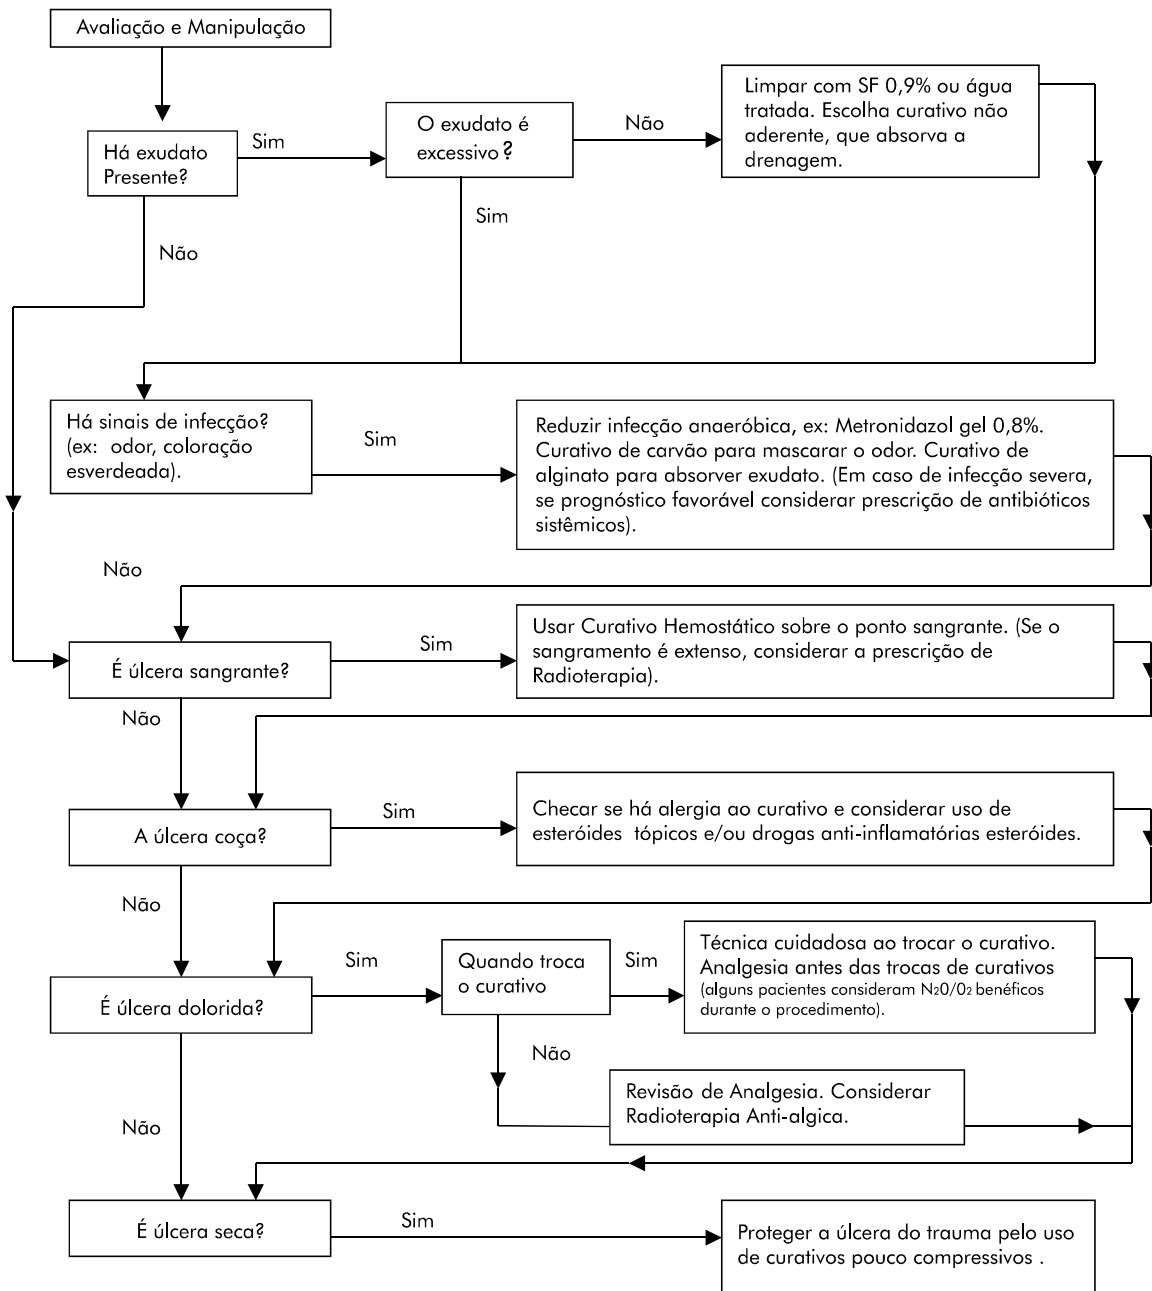 Avaliação e Manipulação
Há exudato
Presente?
Sim
O exudato é
excessivo?
Não
Limpar com SF 0,9% ou água
tratada. Escolha curativo não
aderente, que absorva a
drenagem.
Sim
Não
Há sinais de infecção?
(ex: odor, coloração
esverdeada).
Sim
Reduzir infecção anaeróbica, ex: Metronidazol gel 0,8%.
Curativo de carvão para mascarar o odor. Curativo de
alginato para absorver exudato. (Em caso de infecção severa,
se prognóstico favorável considerar prescrição de antibióticos
sistêmicos).
Não
É úlcera sangrante?
Sim
Usar Curativo Hemostático sobre o ponto sangrante. (Se o
sangramento é extenso, considerar a prescrição de
Radioterapia).
Não
A úlcera coça?
Sim
Checar se há alergia ao curativo e considerar uso de
esteróides tópicos e/ou drogas anti-inflamatórias esteróides.
Não
É úlcera dolorida?
Sim
Quando troca
o curativo
Sim
Técnica cuidadosa ao trocar o curativo.
Analgesia antes das trocas de curativos
(alguns pacientes consideram N20/02 benéficos
durante o procedimento).
Não
Revisão de Analgesia. Considerar
Radioterapia Anti-algica.
Não
É úlcera seca?
Sim
Proteger a úlcera do trauma pelo uso
de curativos pouco compressivos .